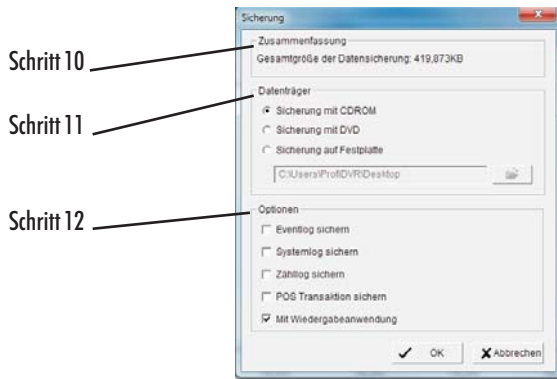 Sicherung
Zusammenfassung
Schritt 10
Gesamtgröße der Datensicherung: 419,873KB
Datenträger
Sicherung mit CDROM
Schritt 11
Sicherung mit DVD
Sicherung auf Festplatte
C:\Users\ProfiDVR\Desktop
Schritt 12
Optionen
Eventlog sichern
Systemlog sichern
Zähllog sichern
POS Transaktion sichern
Mit Wiedergabeanwendung
OK
Abbrechen